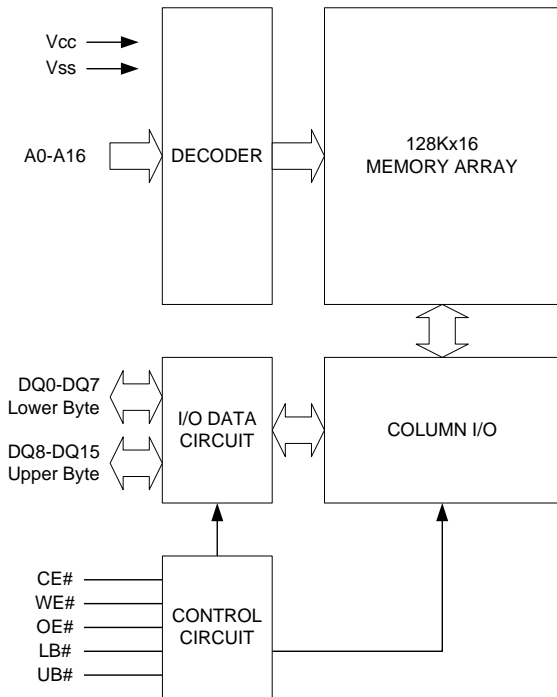 Vcc
Vss
A0-A16
DECODER
128Kx16
MEMORY ARRAY
DQ0-DQ7
Lower Byte
DQ8-DQ15
Upper Byte
I/O DATA
CIRCUIT
COLUMN I/O
CE#
WE#
OE#
LB#
UB#
CONTROL
CIRCUIT